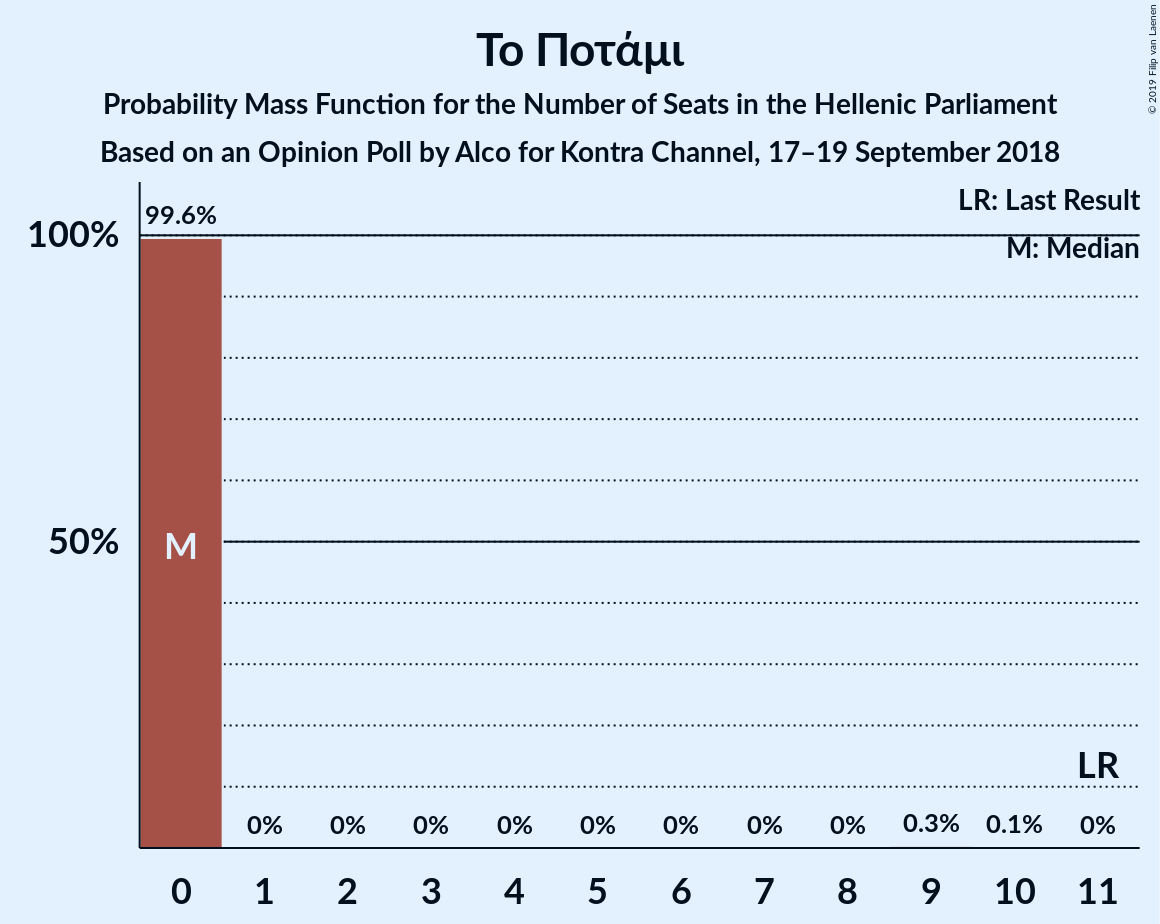 Το Ποτάμι
Probability Mass Function for the Number of Seats in the Hellenic Parliament
Based on an Opinion Poll by Alco for Kontra Channel, 17–19 September 2018
© 2019 Filip van Laenen
LR: Last Result
M: Median
99.6%
100%
50%
M
LR
0% 0% 0% 0% 0% 0% 0% 0% 0.3% 0.1% 0%
0 1 2 3 4 5 6 7 8 9 10 11